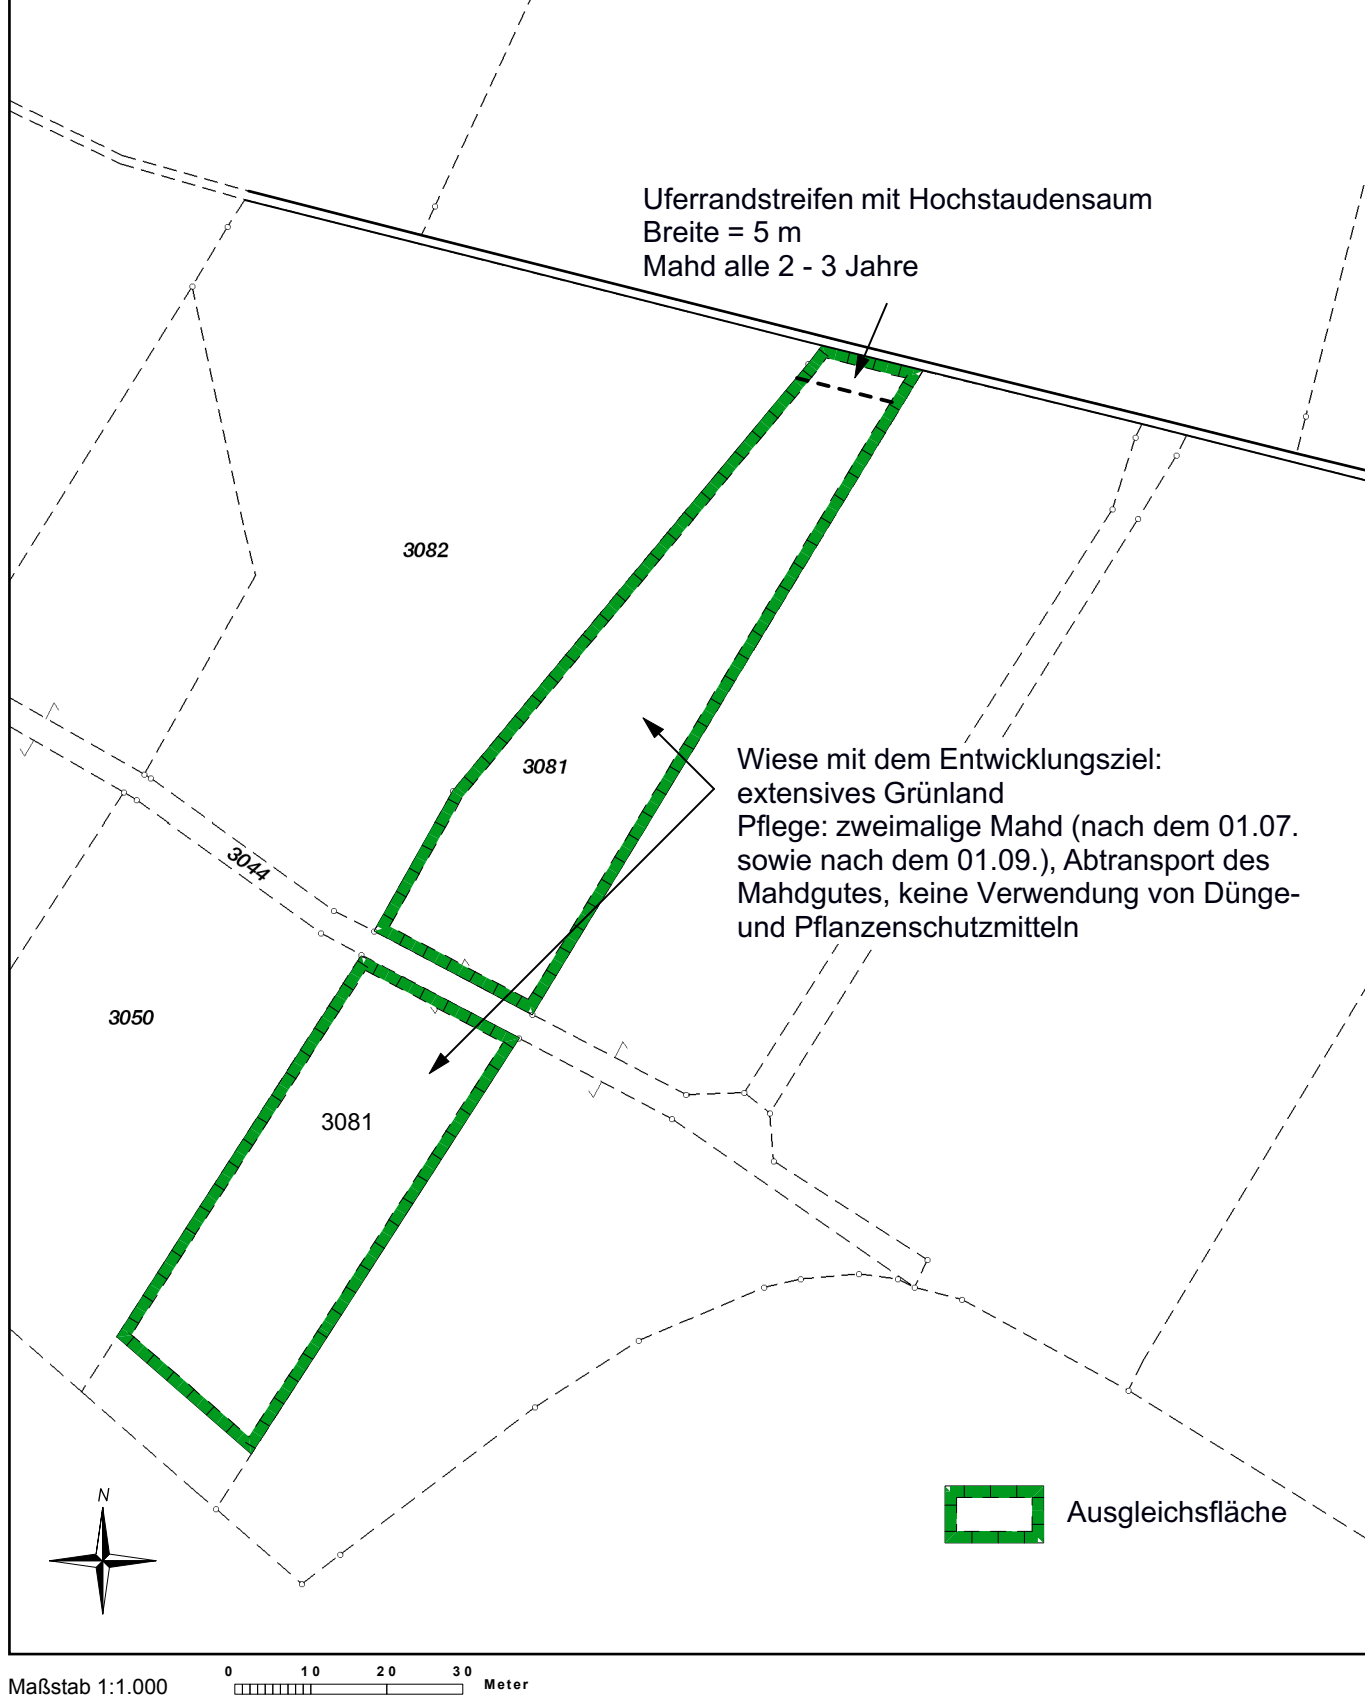 Uferrandstreifen mit Hochstaudensaum
Breite = 5 m
Mahd alle 2 - 3 Jahre
3082
3081
Wiese mit dem Entwicklungsziel:
extensives Grünland
Pflege: zweimalige Mahd (nach dem 01.07.
sowie nach dem 01.09.), Abtransport des
Mahdgutes, keine Verwendung von Dünge-
und Pflanzenschutzmitteln
3044
3050
3081
N
Ausgleichsfläche
Maßstab 1:1.000
0 10 20 30 Meter